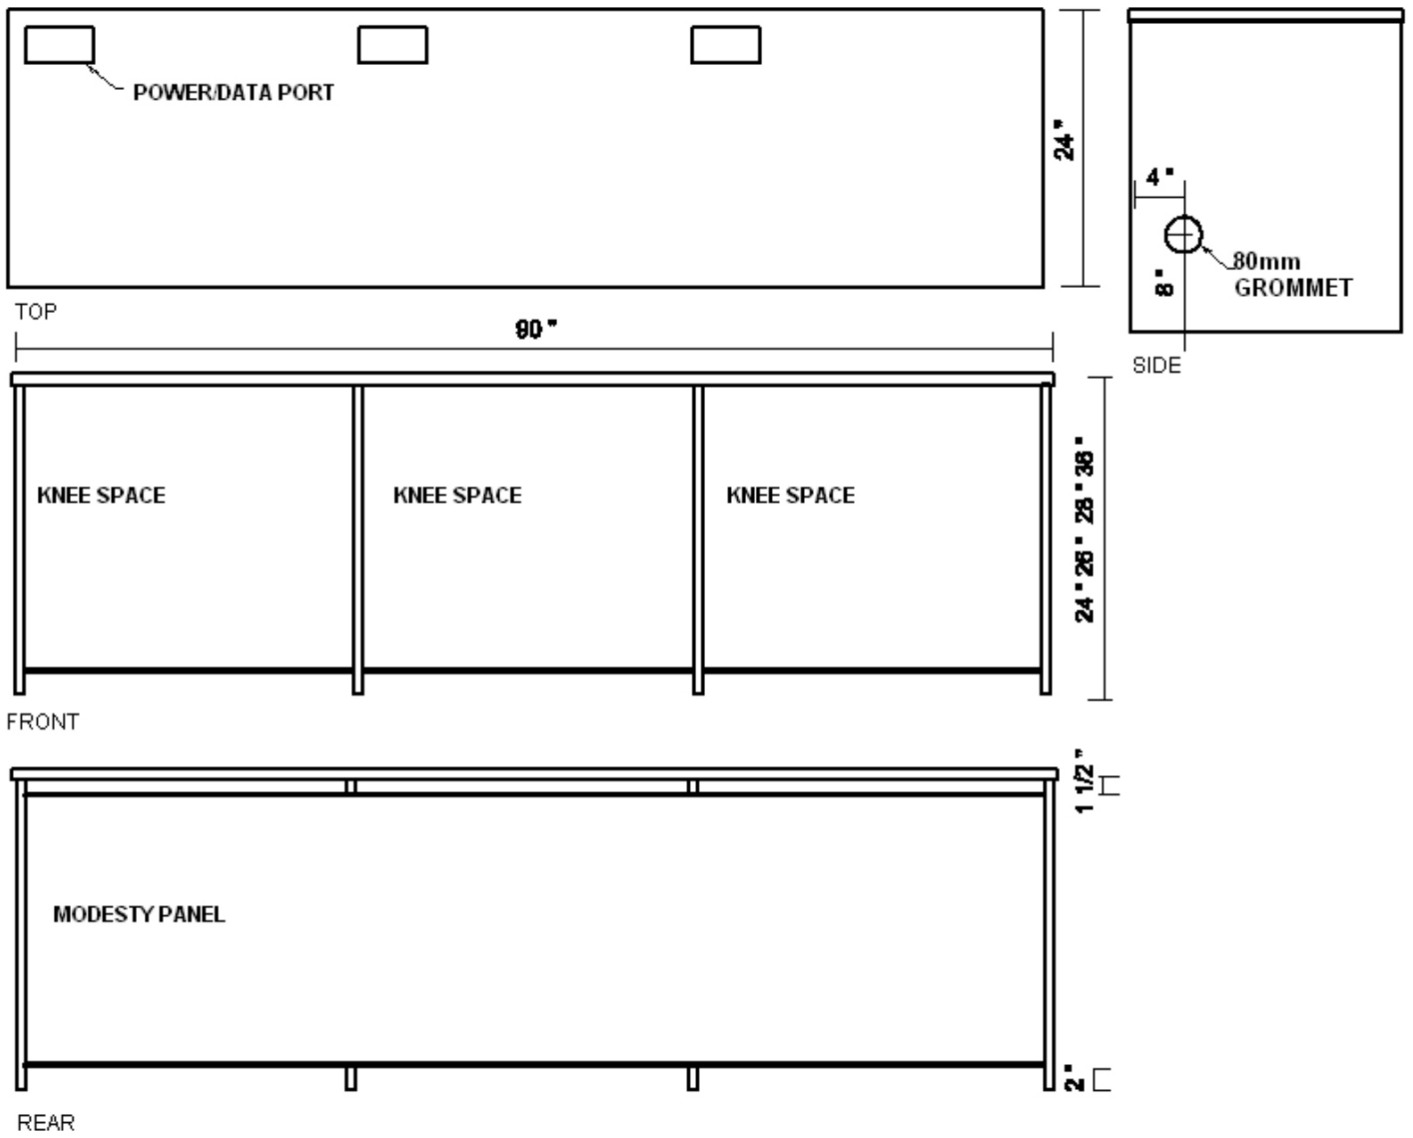 POWER/DATA PORT
24"
4"
80mm
GROMMET
8"
TOP
90"
SIDE
KNEE SPACE
KNEE SPACE
KNEE SPACE
24" 26" 28" 36"
FRONT
1 1/2"
MODESTY PANEL
2"
REAR